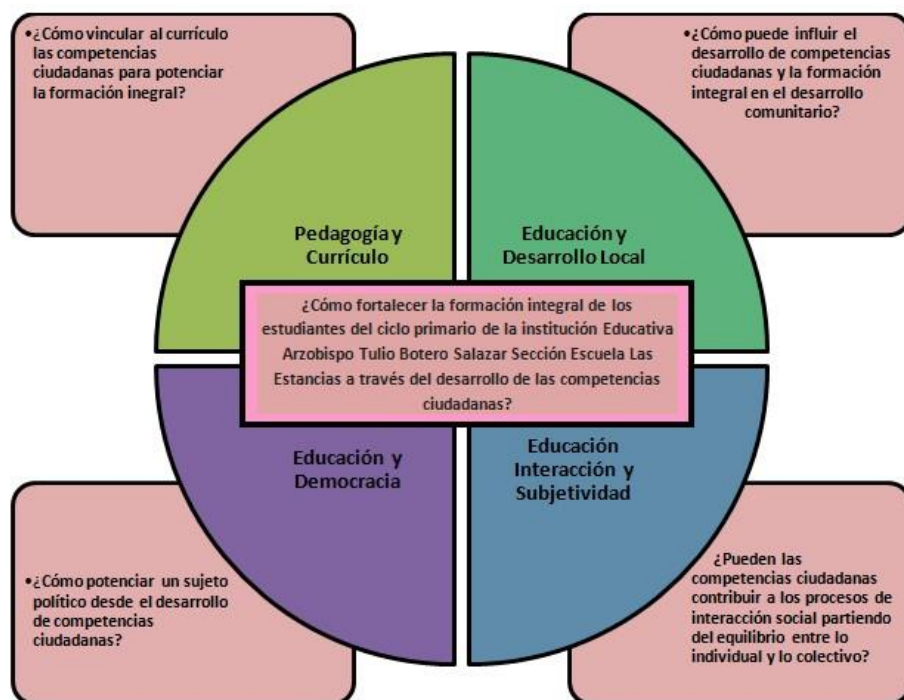 •¿Cómo vincular al currículo
las competencias
ciudadanas para potenciar
la formación inegral?
•¿Cómo puede influir el
desarrollo de competencias
ciudadanas y la formación
integral en el desarrollo
comunitario?
Pedagogía y
Currículo
Educación y
Desarrollo Local
¿Cómo fortalecer la formación integral de los
estudiantes del ciclo primario de la institución Educativa
Arzobispo Tulio Botero Salazar Sección Escuela Las
Estancias a través del desarrollo de las competencias
ciudadanas?
Educación y
Democracia
Educación
Interacción y
Subjetividad
•¿Cómo potenciar un sujeto
político desde el desarrollo
de competencias
ciudadanas?
¿Pueden las
competencias ciudadanas
contribuir a los procesos de
interacción social partiendo
del equilibrio entre lo
individual y lo colectivo?